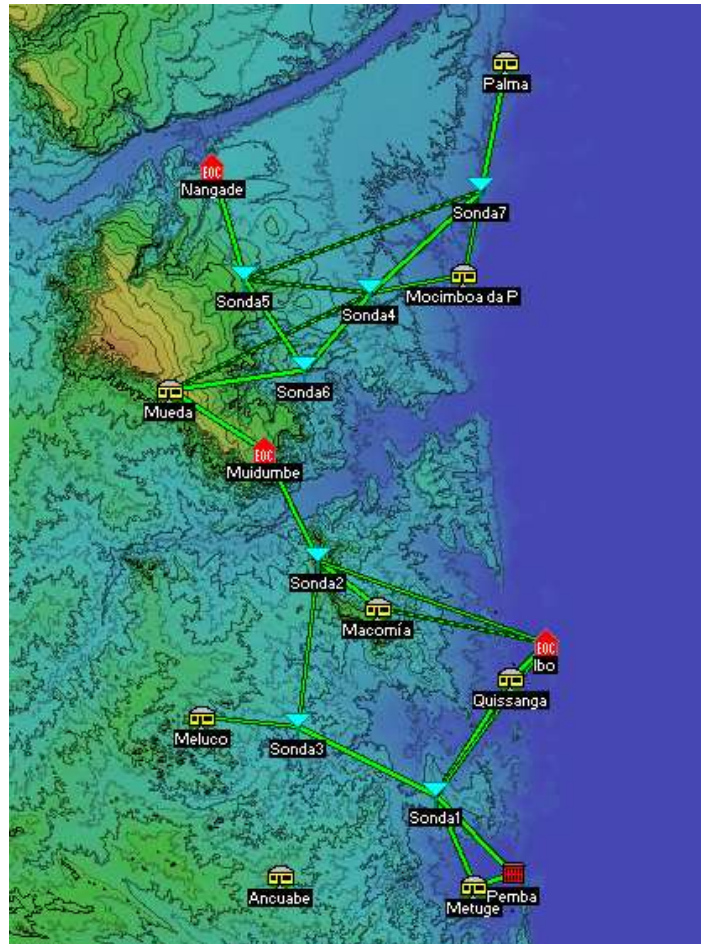 Palma
EOC
Nangade
Sonda7
Sonda5
Mocimboa da P
Sonda4
Sonda6
Mueda
EOC
Muidumbe
Sonda2
Macomía
EOC
Ibo
Quissanga
Meluco
Sonda3
Sonda1
Ancuabe
Pemba
Metuge